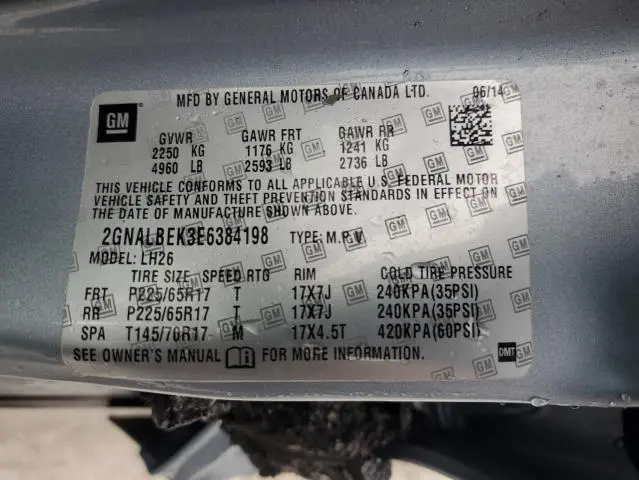 MFD BY GENERAL MOTORS OF CANADA LTD. 06/14
GM
GVWR GAWR FRT GAWR RR
2250 KG 1176 KG 1241 KG
4960 LB 2593 LB 2736 LB
THIS VEHICLE CONFORMS TO ALL APPLICABLE U.S. FEDERAL MOTOR
VEHICLE SAFETY AND THEFT PREVENTION STANDARDS IN EFFECT ON
THE DATE OF MANUFACTURE SHOWN ABOVE.
2GNALBEK3E6384198 TYPE: M.P.V
MODEL: LH26
TIRE SIZE SPEED RTG RIM COLD TIRE PRESSURE
FRT P225/65R17 T 17X7J 240KPA(35PSI)
RR P225/65R17 T 17X7J 240KPA(35PSI)
SPA T145/70R17 M 17X4.5T 420KPA(60PSI)
SEE OWNER'S MANUAL FOR MORE INFORMATION. DMT